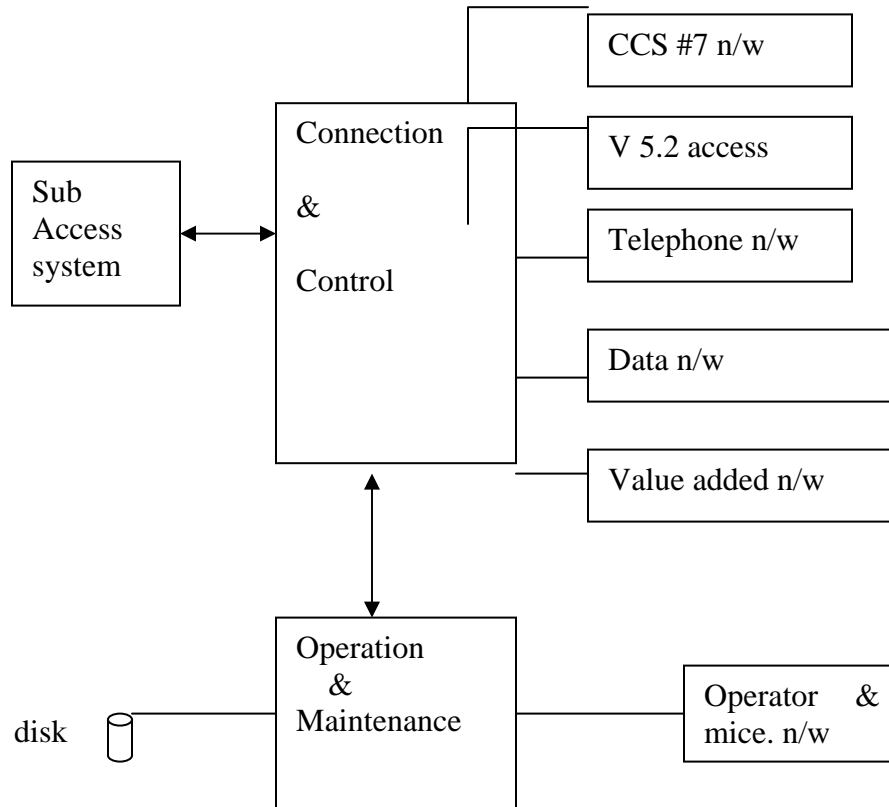 CCS #7 n/w
Connection
&
Control
V 5.2 access
Sub
Access
system
Telephone n/w
Data n/w
Value added n/w
Operation
&
Maintenance
Operator &
mice. n/w
disk